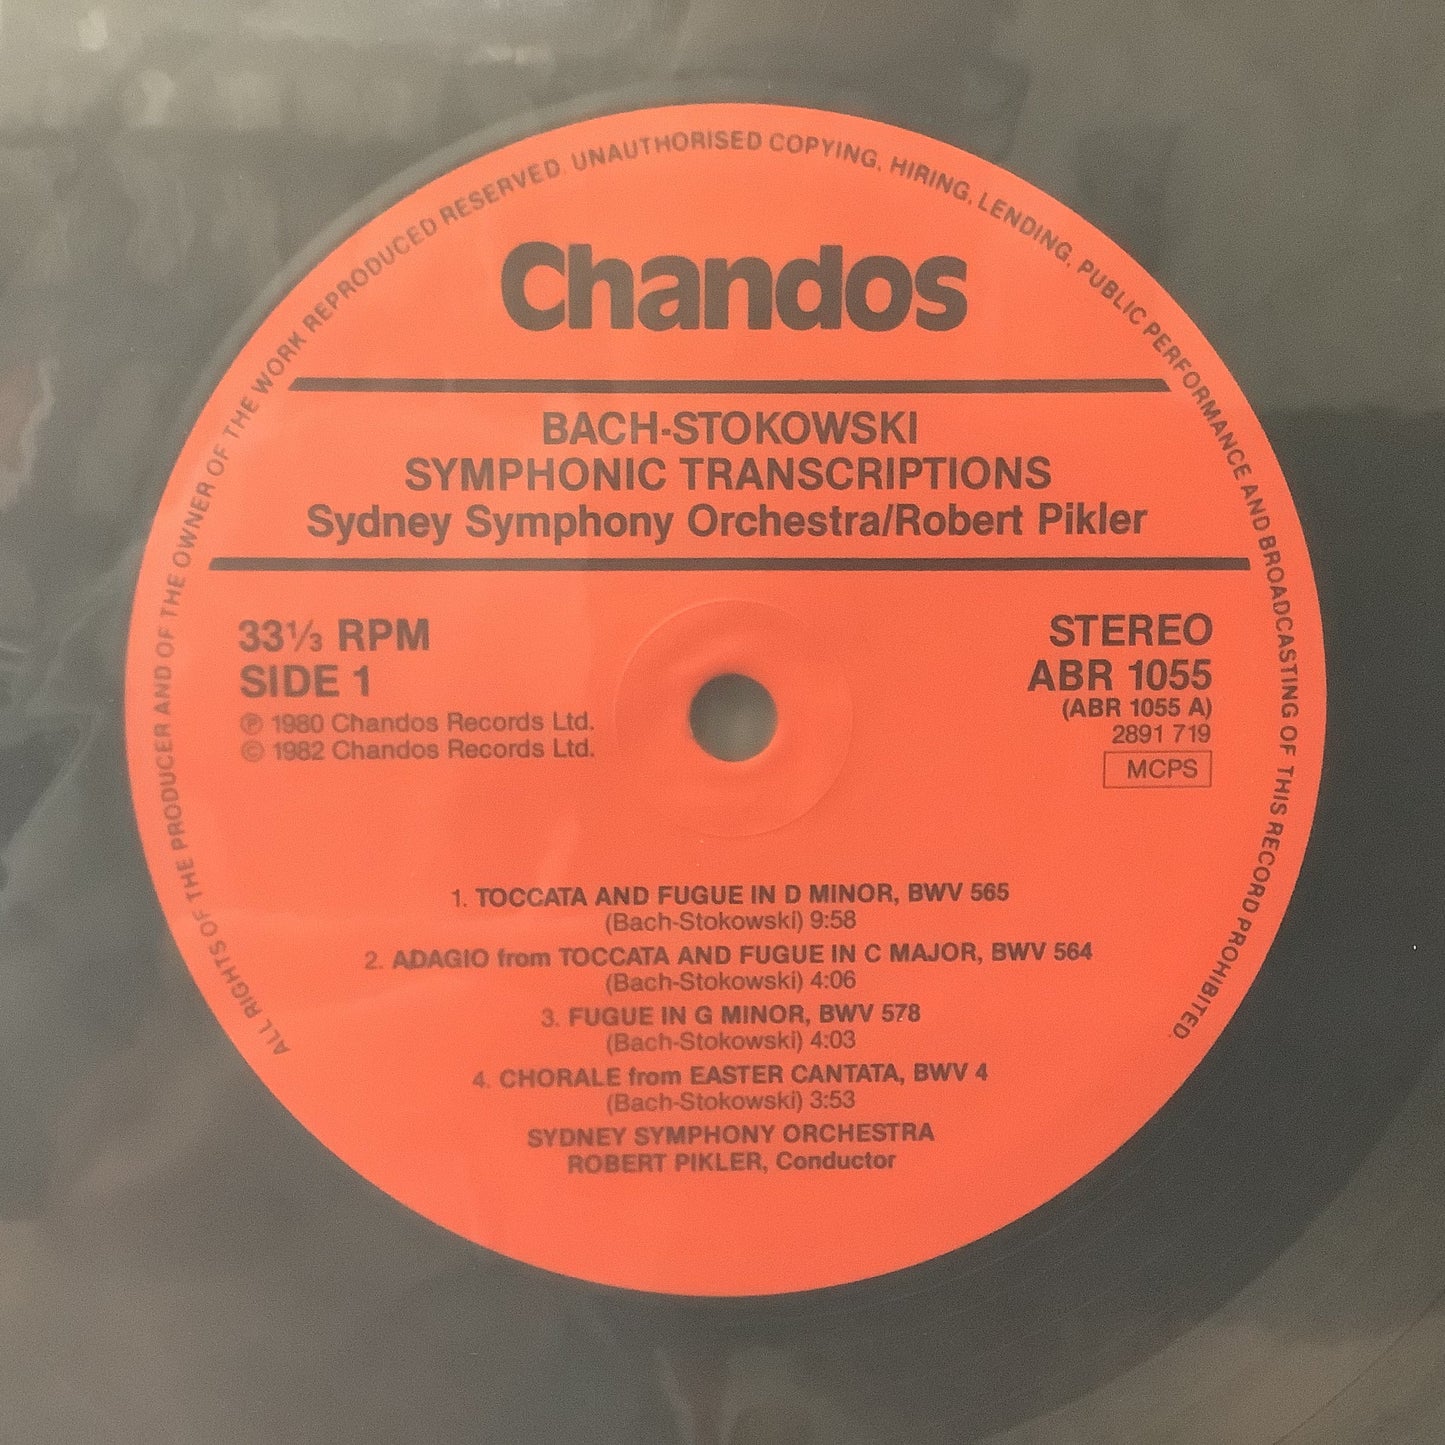 ALL RIGHTS OF THE PRODUCER AND OF THE OWNER OF THE WORK REPRODUCED RESERVED. UNAUTHORISED COPYING, HIRING, LENDING, PUBLIC PERFORMANCE AND BROADCASTING OF THIS RECORD PROHIBITED.
Chandos
BACH-STOKOWSKI
SYMPHONIC TRANSCRIPTIONS
Sydney Symphony Orchestra/Robert Pikler
33⅓ RPM
SIDE 1
℗ 1980 Chandos Records Ltd.
© 1982 Chandos Records Ltd.
STEREO
ABR 1055
(ABR 1055 A)
2891 719
MCPS
1. TOCCATA AND FUGUE IN D MINOR, BWV 565
(Bach-Stokowski) 9:58
2. ADAGIO from TOCCATA AND FUGUE IN C MAJOR, BWV 564
(Bach-Stokowski) 4:06
3. FUGUE IN G MINOR, BWV 578
(Bach-Stokowski) 4:03
4. CHORALE from EASTER CANTATA, BWV 4
(Bach-Stokowski) 3:53
SYDNEY SYMPHONY ORCHESTRA
ROBERT PIKLER, Conductor